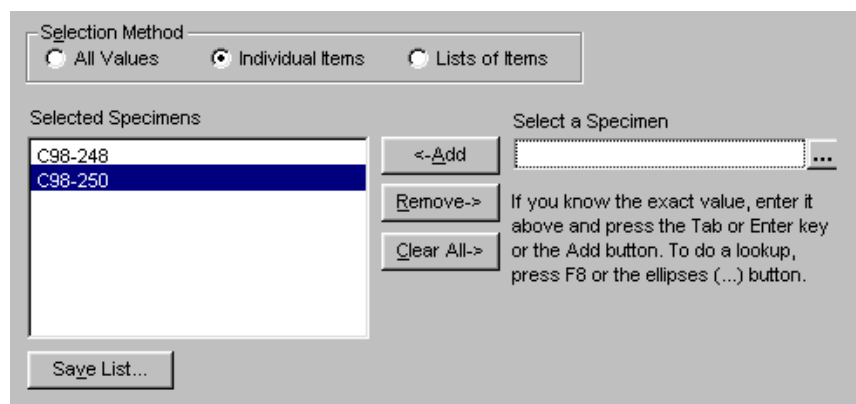 Selection Method
All Values Individual Items Lists of Items
Selected Specimens
C98-248
C98-250
<-Add
Remove->
Clear All->
Select a Specimen
...
If you know the exact value, enter it
above and press the Tab or Enter key
or the Add button. To do a lookup,
press F8 or the ellipses (...) button.
Save List...